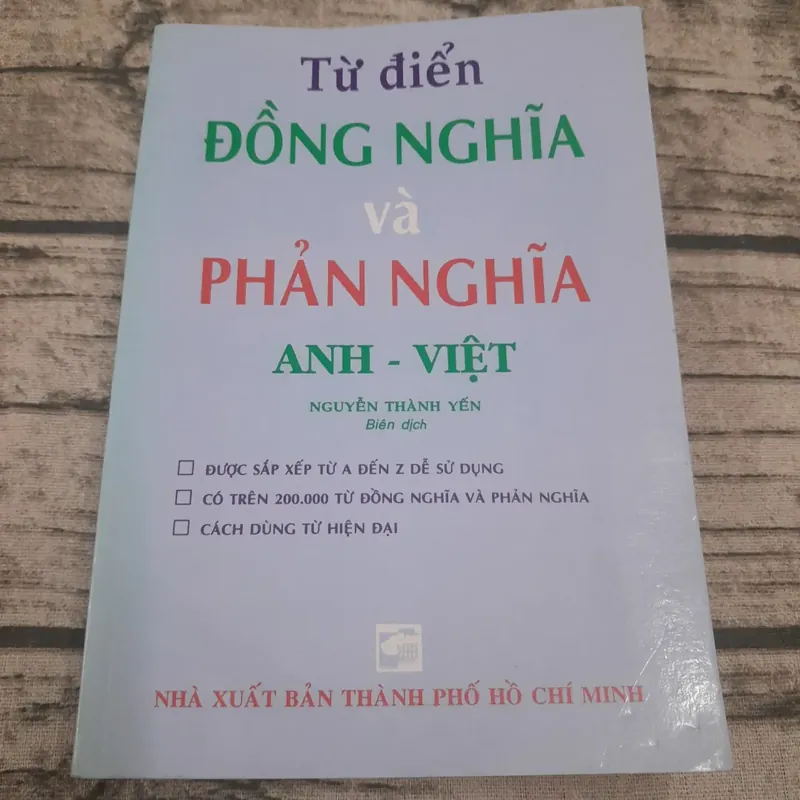 Từ điển
ĐỒNG NGHĨA
và
PHẢN NGHĨA
ANH - VIỆT
NGUYỄN THÀNH YẾN
Biên dịch
ĐƯỢC SẮP XẾP TỪ A ĐẾN Z DỄ SỬ DỤNG
CÓ TRÊN 200.000 TỪ ĐỒNG NGHĨA VÀ PHẢN NGHĨA
CÁCH DÙNG TỪ HIỆN ĐẠI
NHÀ XUẤT BẢN THÀNH PHỐ HỒ CHÍ MINH